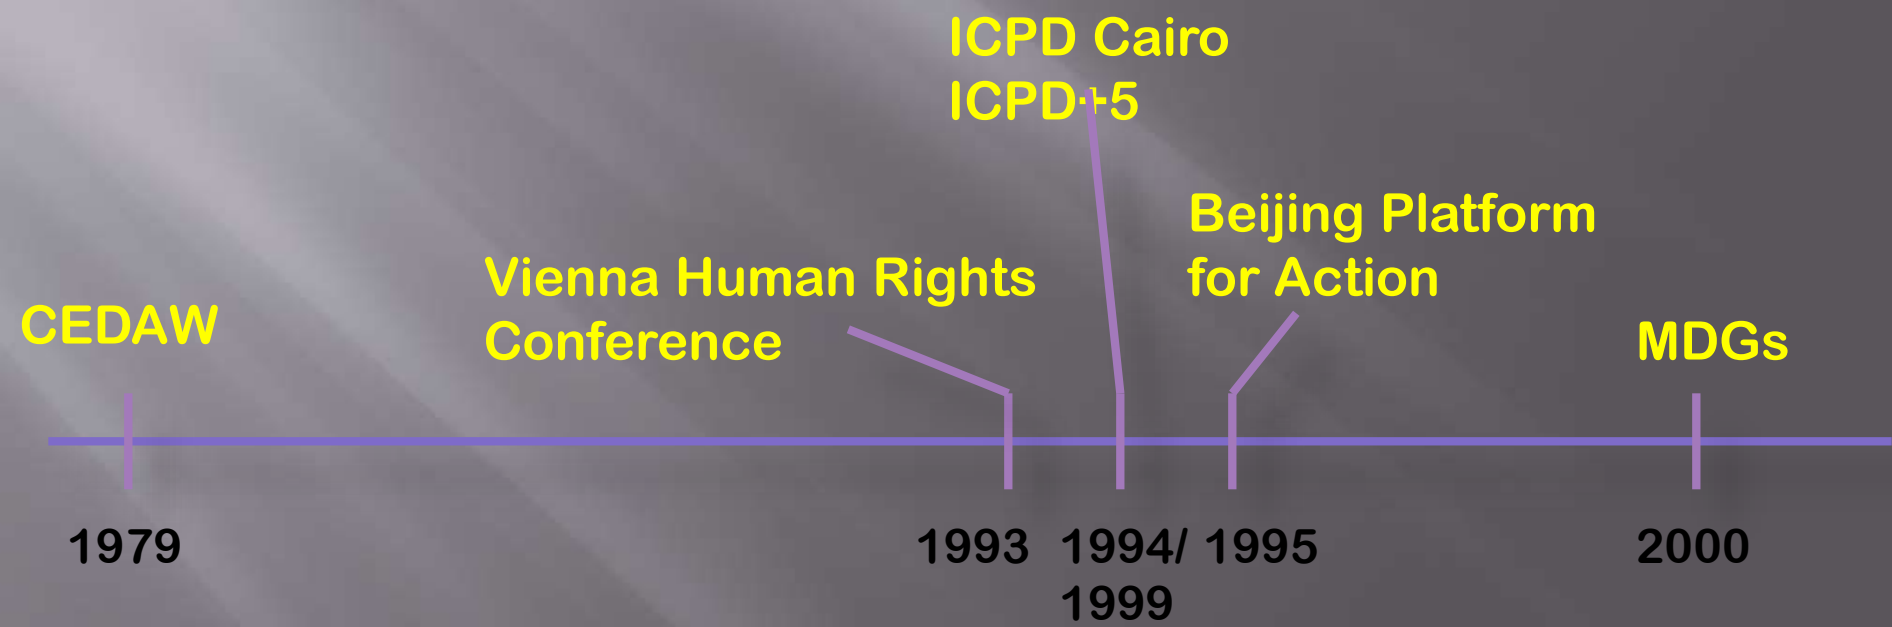 ICPD Cairo
ICPD+5
Beijing Platform
for Action
Vienna Human Rights
Conference
CEDAW
MDGs
1979
1993
1994/
1999
1995
2000